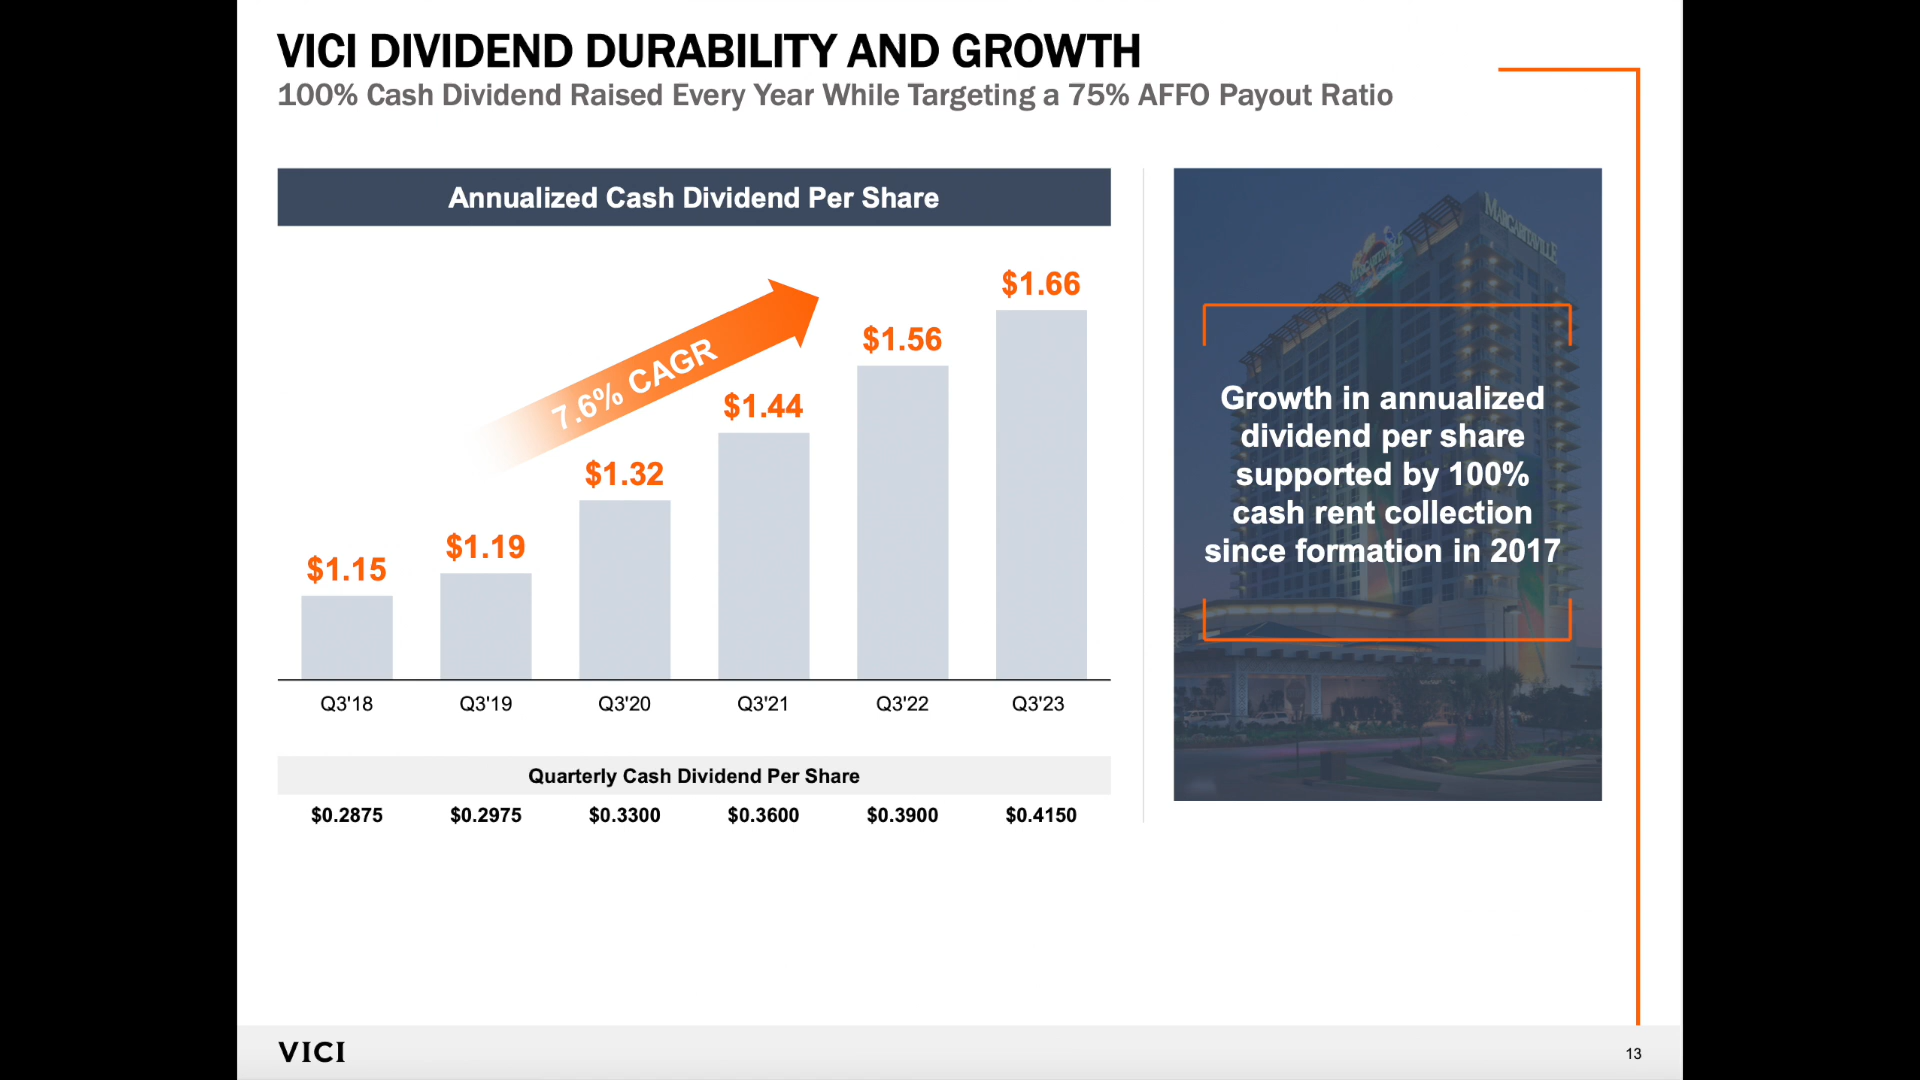 VICI DIVIDEND DURABILITY AND GROWTH
100% Cash Dividend Raised Every Year While Targeting a 75% AFFO Payout Ratio
Annualized Cash Dividend Per Share
7.6% CAGR
$1.15
$1.19
$1.32
$1.44
$1.56
$1.66
Q3'18
Q3'19
Q3'20
Q3'21
Q3'22
Q3'23
Quarterly Cash Dividend Per Share
$0.2875
$0.2975
$0.3300
$0.3600
$0.3900
$0.4150
MARGARITAVILLE
MARGARITAVILLE
Growth in annualized
dividend per share
supported by 100%
cash rent collection
since formation in 2017
VICI
13